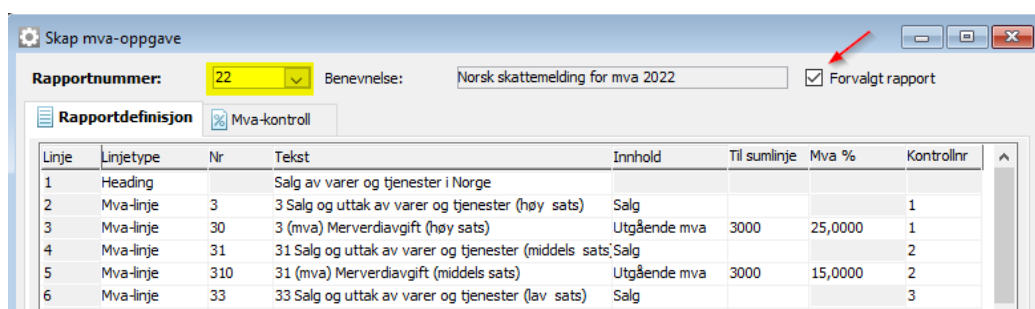 Skap mva-oppgave
Rapportnummer: 22 Benevnelse: Norsk skattemelding for mva 2022 Forvalgt rapport
Rapportdefinisjon Mva-kontroll
Linje Linjetype Nr Tekst Innhold Til sumlinje Mva % Kontrollnr
1 Heading Salg av varer og tjenester i Norge
2 Mva-linje 3 3 Salg og uttak av varer og tjenester (høy sats) Salg 1
3 Mva-linje 30 3 (mva) Merverdiavgift (høy sats) Utgående mva 3000 25,0000 1
4 Mva-linje 31 31 Salg og uttak av varer og tjenester (middels sats Salg 2
5 Mva-linje 310 31 (mva) Merverdiavgift (middels sats) Utgående mva 3000 15,0000 2
6 Mva-linje 33 33 Salg og uttak av varer og tjenester (lav sats) Salg 3